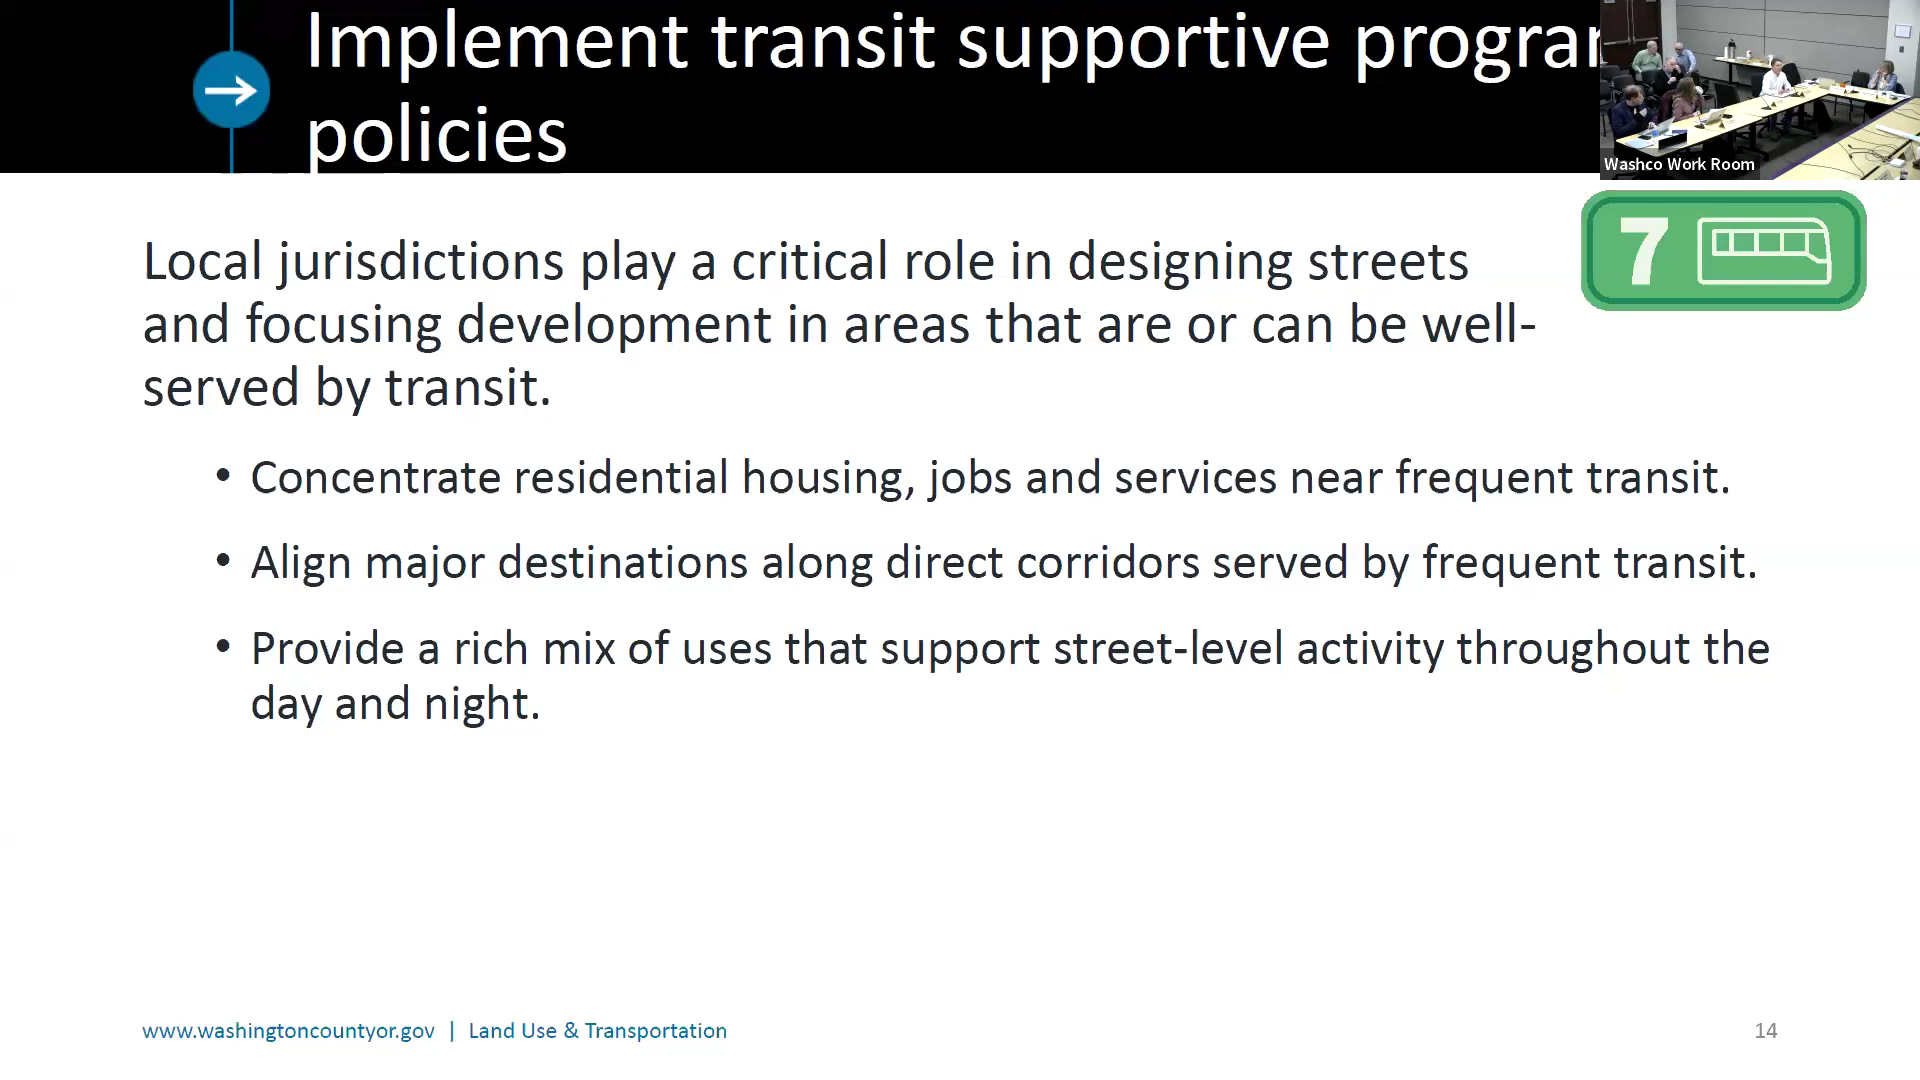 Implement transit supportive
policies
Washco Work Room
7
Local jurisdictions play a critical role in designing streets
and focusing development in areas that are or can be well-
served by transit.
• Concentrate residential housing, jobs and services near frequent transit.
• Align major destinations along direct corridors served by frequent transit.
• Provide a rich mix of uses that support street-level activity throughout the
day and night.
www.washingtoncountyor.gov | Land Use & Transportation
14